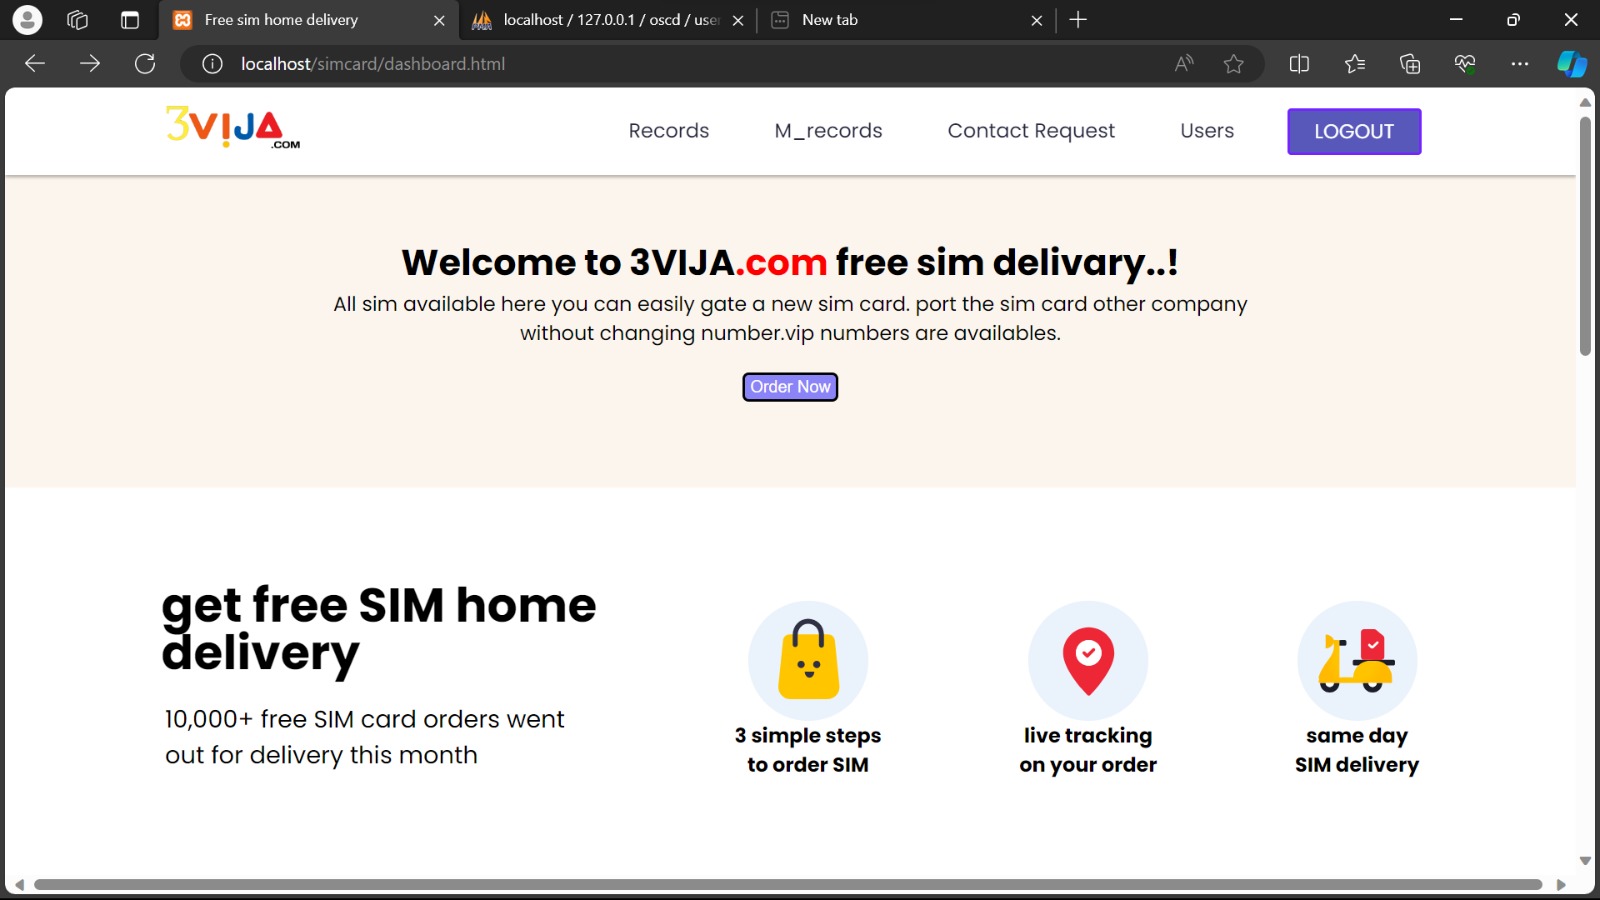 Free sim home delivery
localhost / 127.0.0.1 / oscd / user
New tab
localhost/simcard/dashboard.html
3VIJA
.COM
Records M_records Contact Request Users LOGOUT
Welcome to 3VIJA.com free sim delivary..!
All sim available here you can easily gate a new sim card. port the sim card other company
without changing number.vip numbers are availables.
Order Now
get free SIM home
delivery
10,000+ free SIM card orders went
out for delivery this month
3 simple steps
to order SIM
live tracking
on your order
same day
SIM delivery